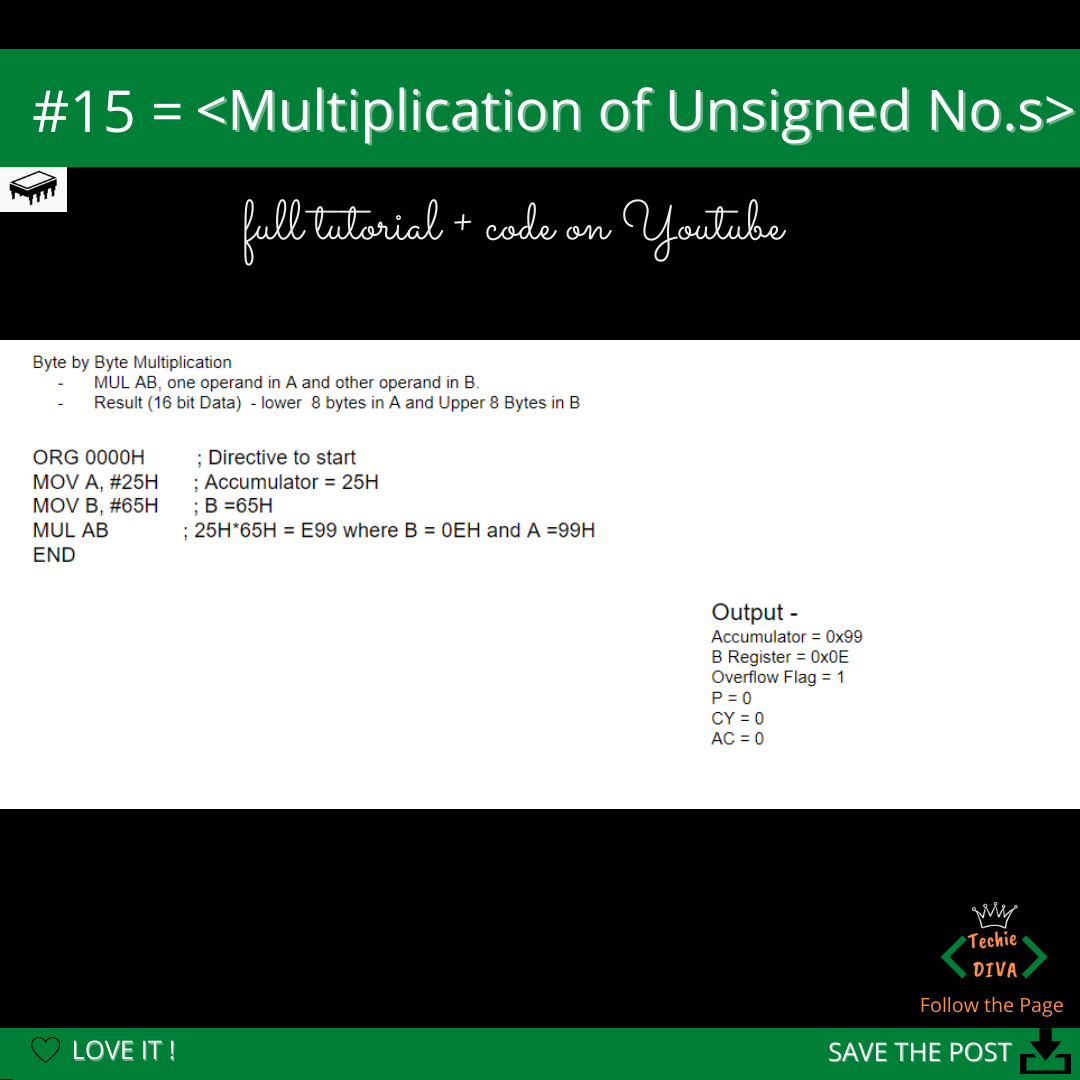 #15 = <Multiplication of Unsigned No.s>
full tutorial + code on Youtube
Byte by Byte Multiplication
- MUL AB, one operand in A and other operand in B.
- Result (16 bit Data) - lower 8 bytes in A and Upper 8 Bytes in B
ORG 0000H ; Directive to start
MOV A, #25H ; Accumulator = 25H
MOV B, #65H ; B =65H
MUL AB ; 25H*65H = E99 where B = 0EH and A =99H
END
Output -
Accumulator = 0x99
B Register = 0x0E
Overflow Flag = 1
P = 0
CY = 0
AC = 0
Techie
DIVA
Follow the Page
LOVE IT !
SAVE THE POST